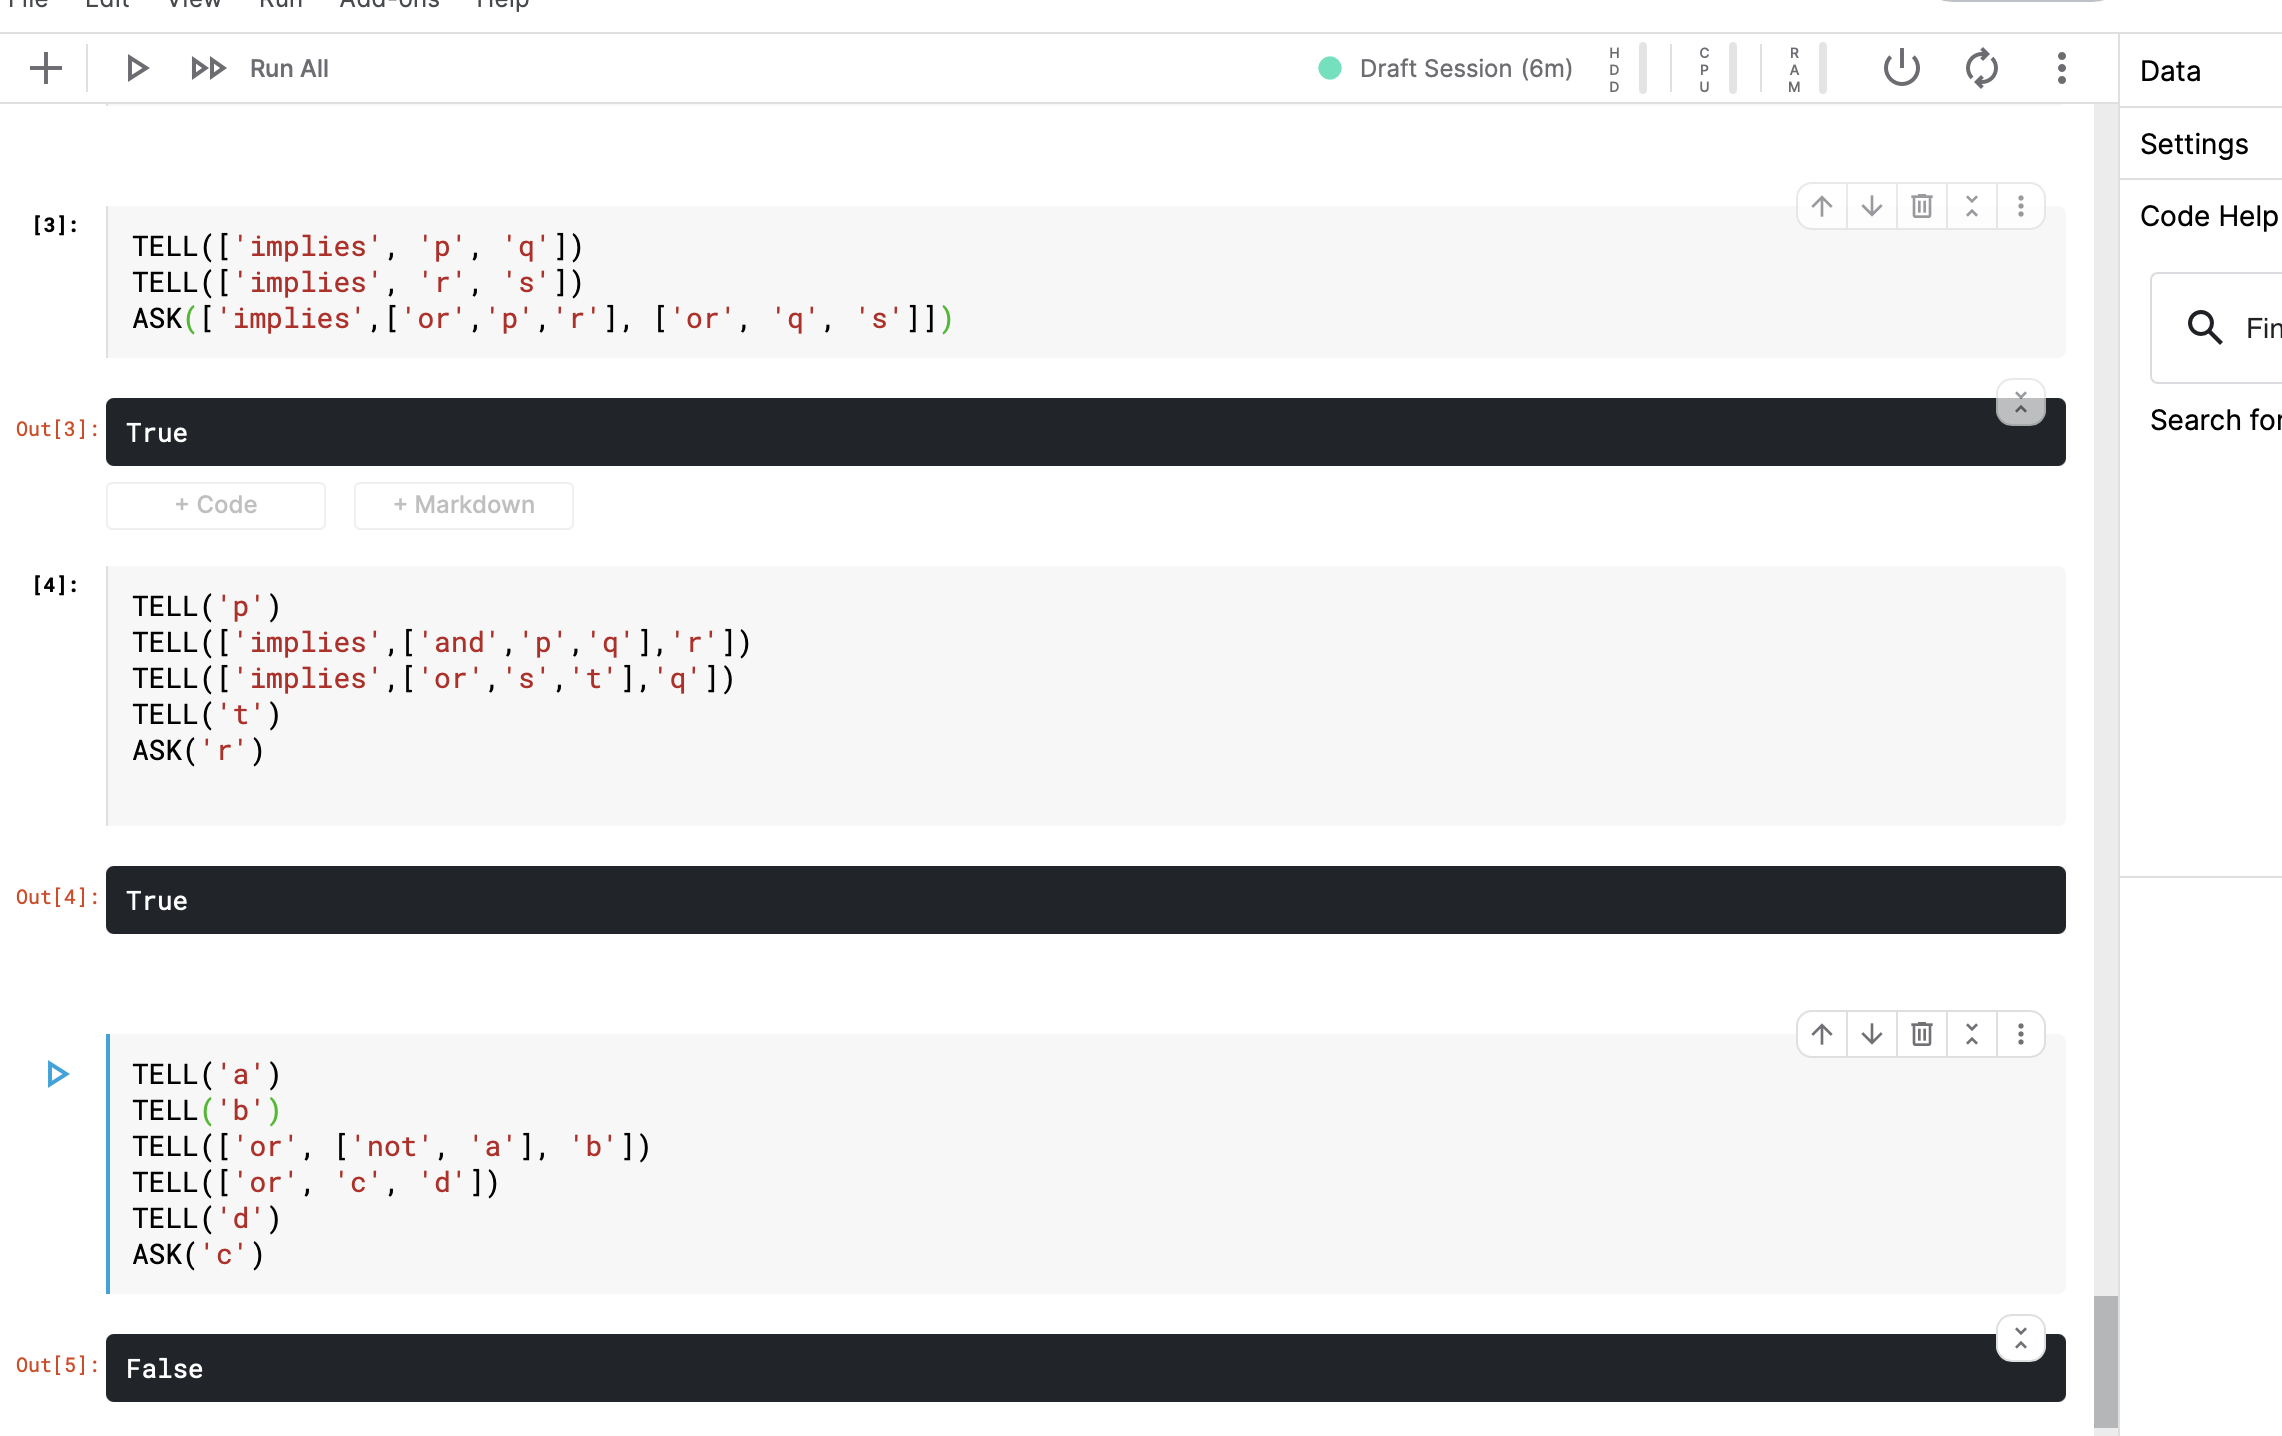 File Edit View Run Add-ons Help
Run All
Draft Session (6m)
HDD
CPU
RAM
Data
Settings
Code Help
Fin
Search for
[3]:
TELL(['implies', 'p', 'q'])
TELL(['implies', 'r', 's'])
ASK(['implies',['or','p','r'], ['or', 'q', 's']])
Out[3]:
True
+ Code
+ Markdown
[4]:
TELL('p')
TELL(['implies',['and','p','q'],'r'])
TELL(['implies',['or','s','t'],'q'])
TELL('t')
ASK('r')
Out[4]:
True
TELL('a')
TELL('b')
TELL(['or', ['not', 'a'], 'b'])
TELL(['or', 'c', 'd'])
TELL('d')
ASK('c')
Out[5]:
False